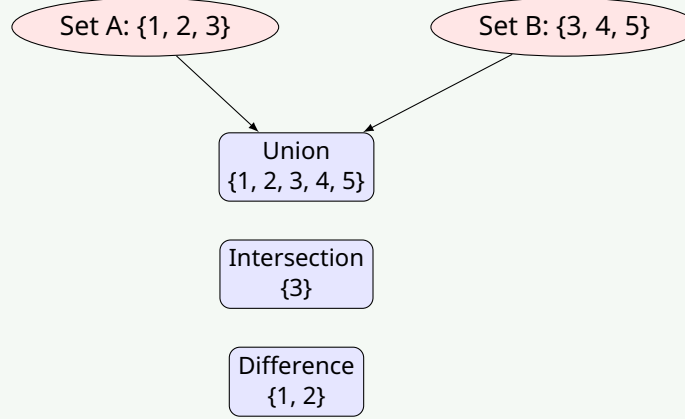 Set A: {1, 2, 3}
Set B: {3, 4, 5}
Union
{1, 2, 3, 4, 5}
Intersection
{3}
Difference
{1, 2}